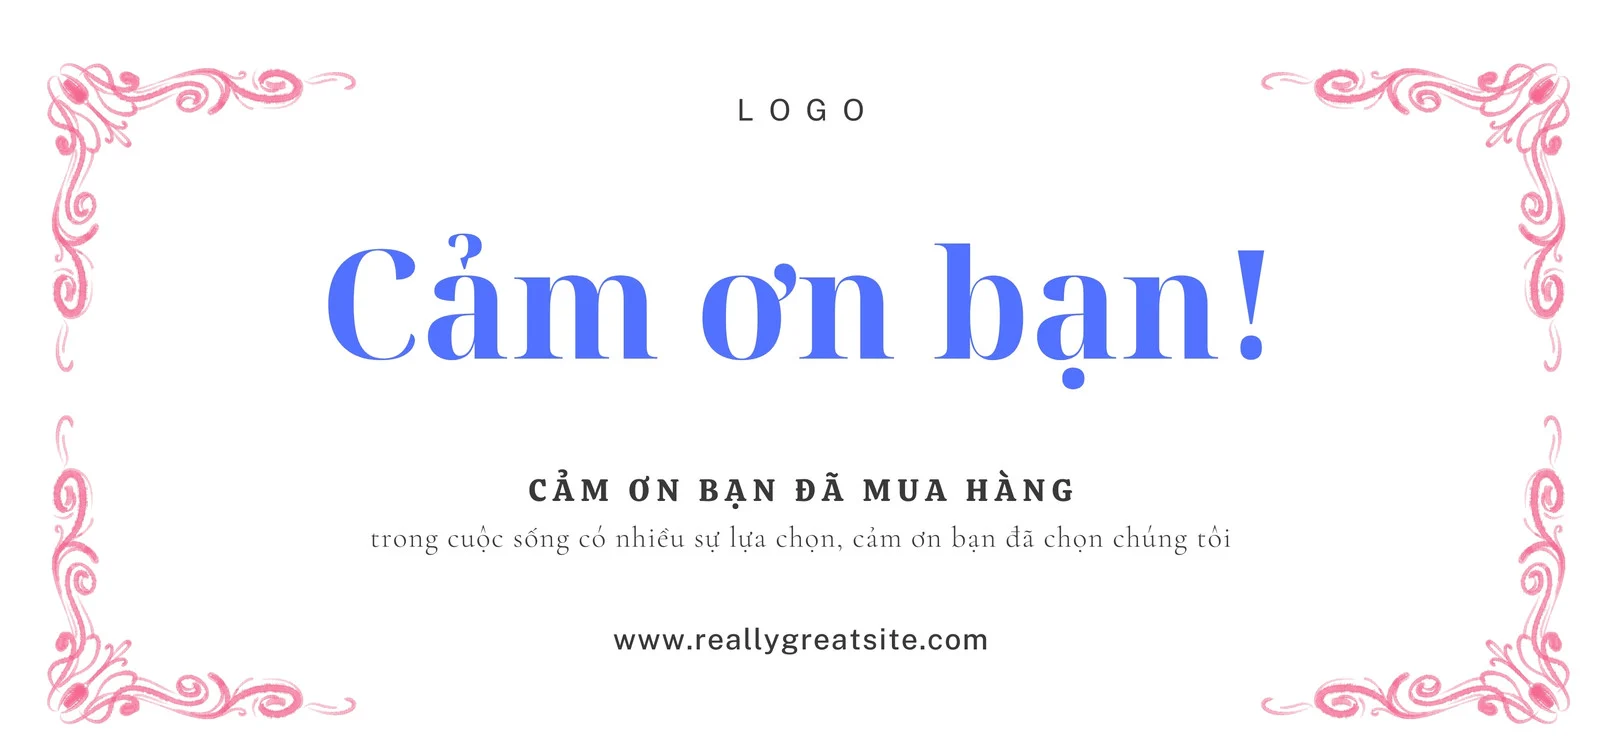 LOGO
Cảm ơn bạn!
CẢM ƠN BẠN ĐÃ MUA HÀNG
trong cuộc sống có nhiều sự lựa chọn, cảm ơn bạn đã chọn chúng tôi
www.reallygreatsite.com